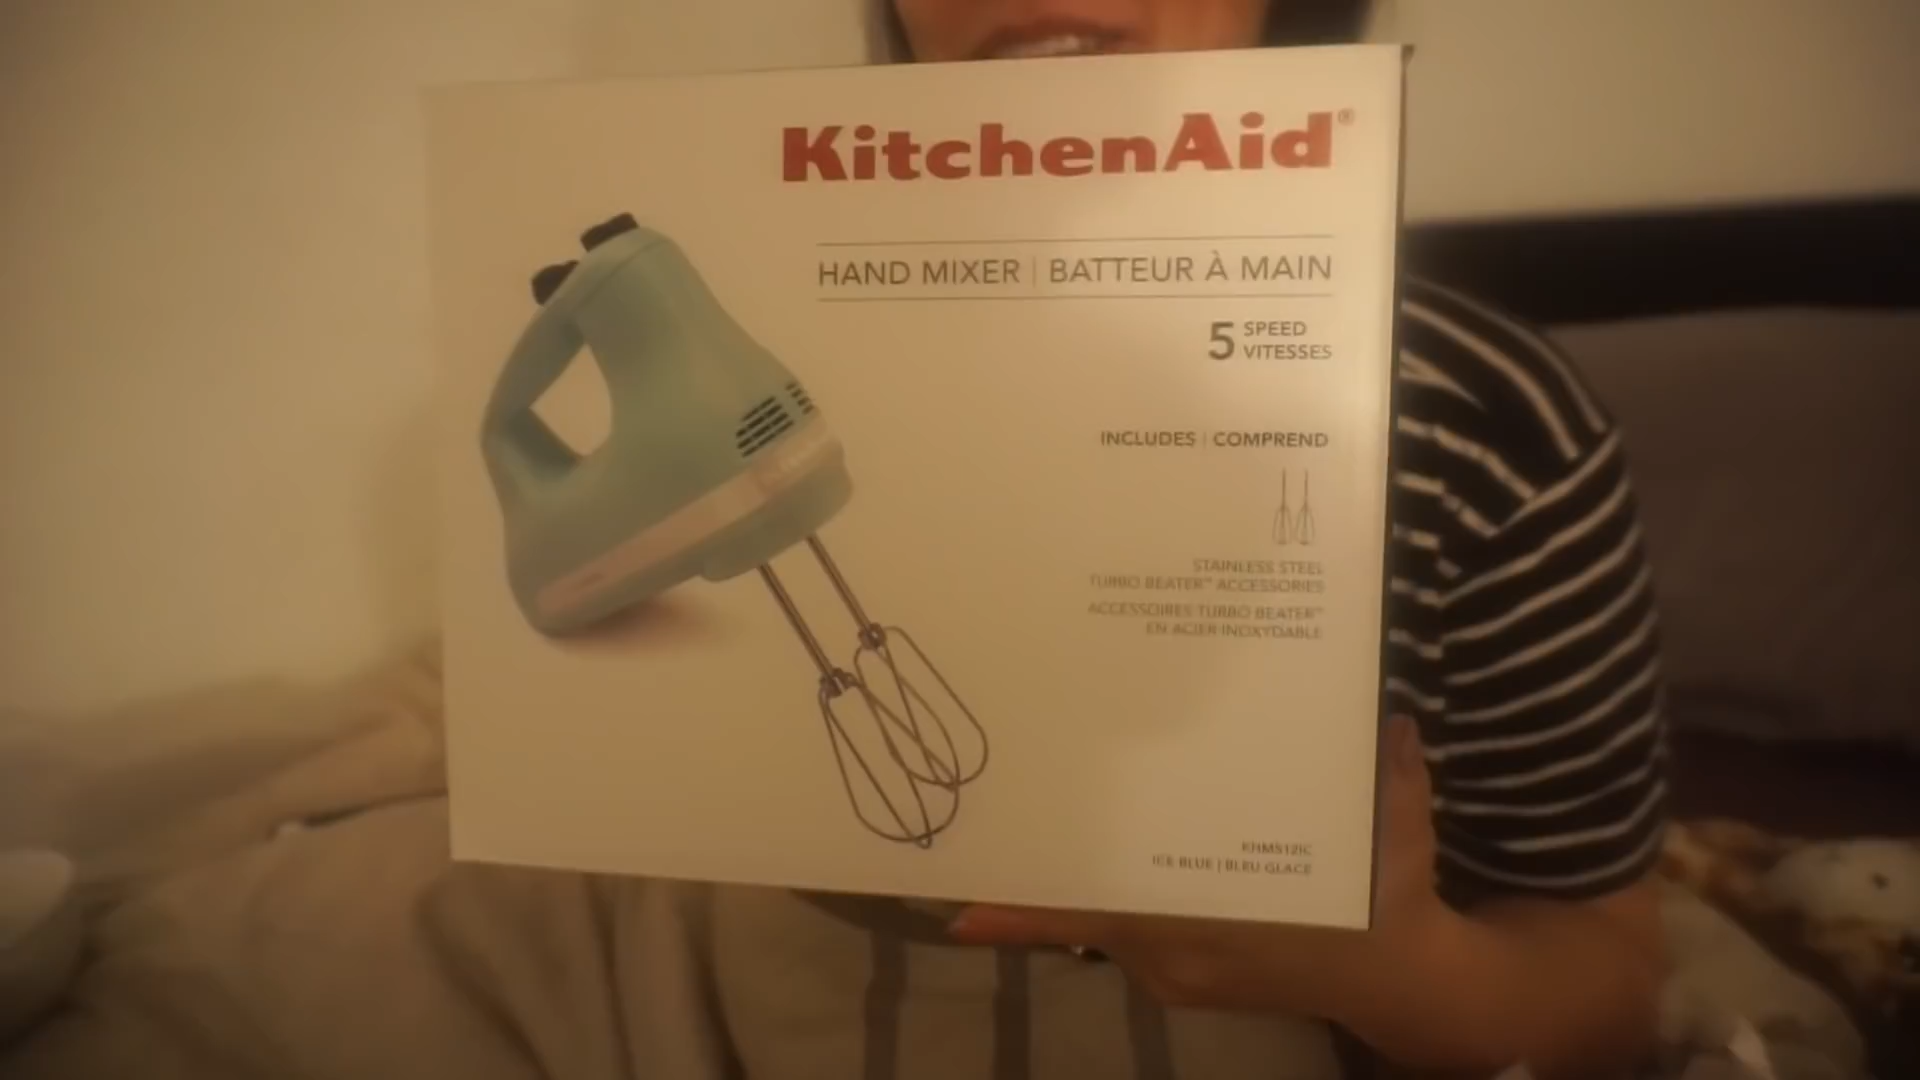 KitchenAid®
HAND MIXER | BATTEUR À MAIN
5 SPEED
VITESSES
INCLUDES | COMPREND
STAINLESS STEEL
TURBO BEATER™ ACCESSORIES
ACCESSOIRES TURBO BEATER™
EN ACIER INOXYDABLE
KHM512IC
ICE BLUE | BLEU GLACE